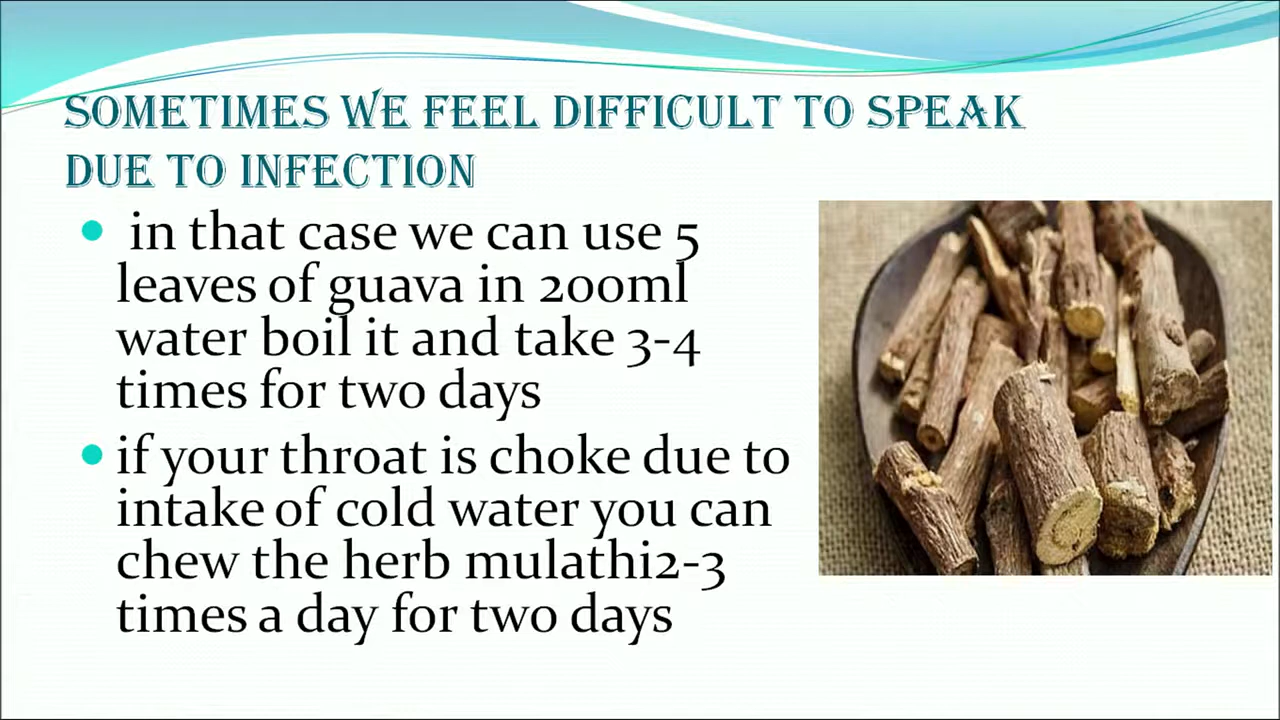 SOMETIMES WE FEEL DIFFICULT TO SPEAK
DUE TO INFECTION
in that case we can use 5
leaves of guava in 200ml
water boil it and take 3-4
times for two days
if your throat is choke due to
intake of cold water you can
chew the herb mulathi2-3
times a day for two days